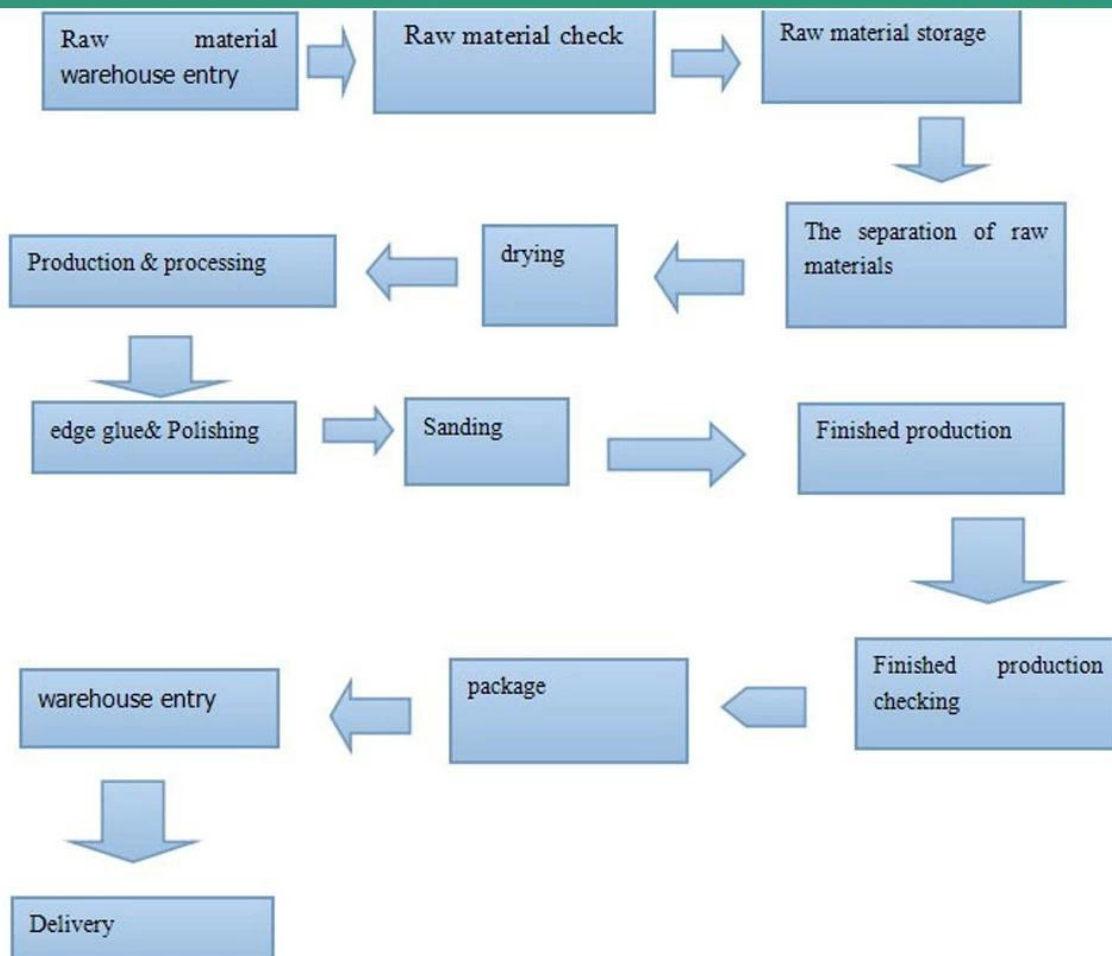 Raw material
warehouse entry
Raw material check
Raw material storage
The separation of raw
materials
drying
Production & processing
edge glue& Polishing
Sanding
Finished production
Finished production
checking
package
warehouse entry
Delivery